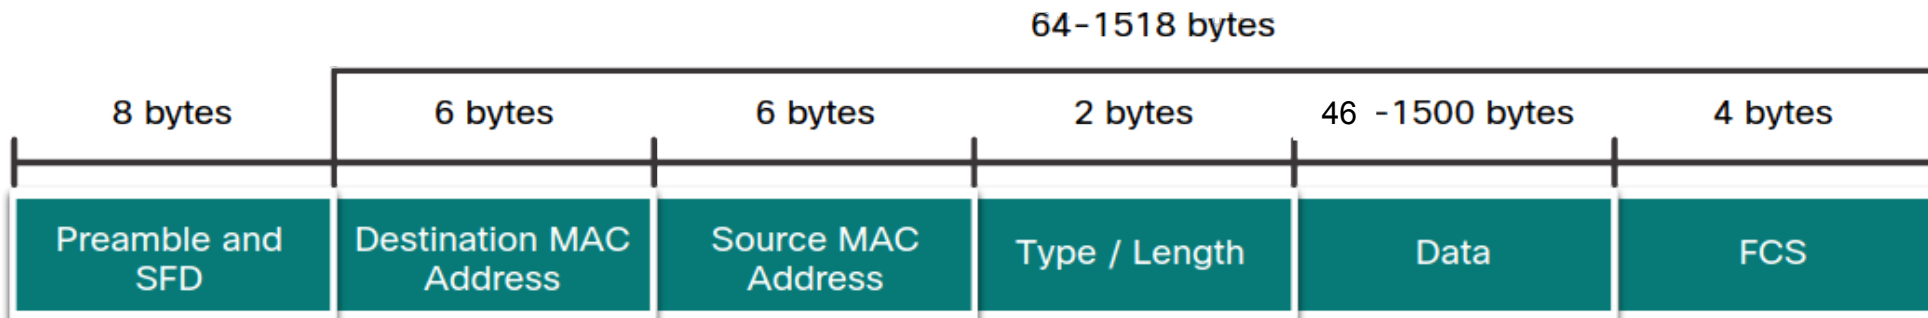 64-1518 bytes
8 bytes
6 bytes
6 bytes
2 bytes
46 -1500 bytes
4 bytes
Preamble and
SFD
Destination MAC
Address
Source MAC
Address
Type / Length
Data
FCS